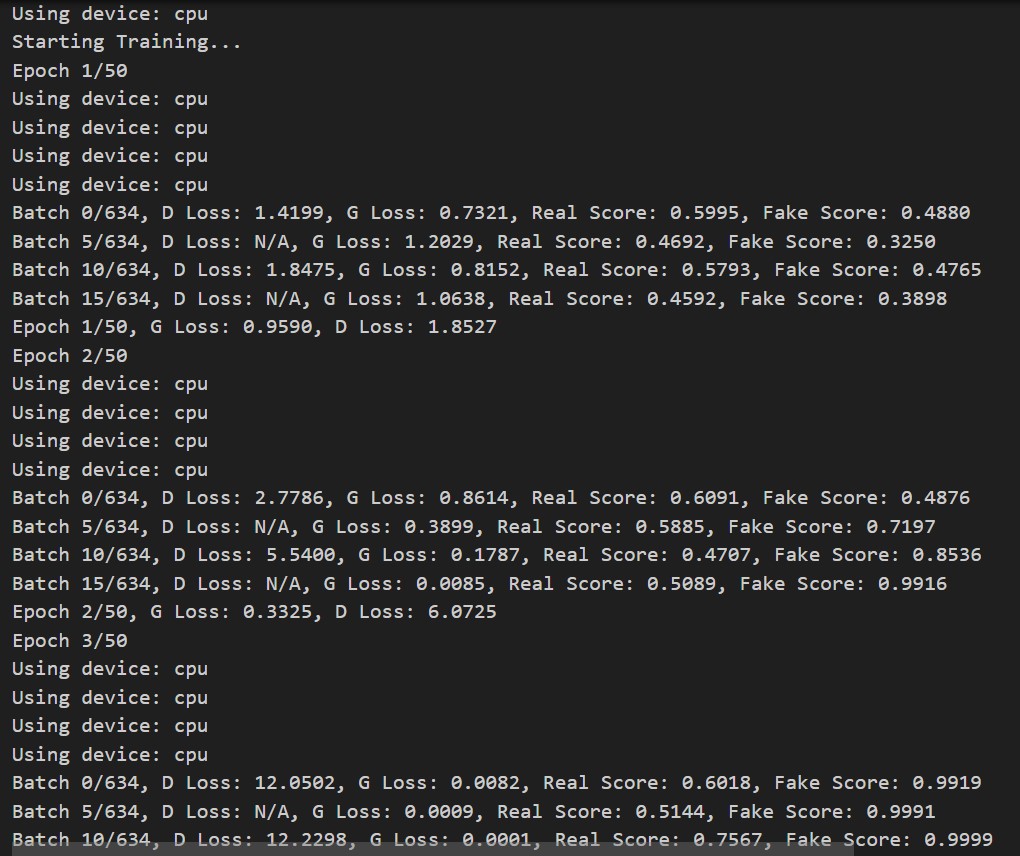 Using device: cpu
Starting Training...
Epoch 1/50
Using device: cpu
Using device: cpu
Using device: cpu
Using device: cpu
Batch 0/634, D Loss: 1.4199, G Loss: 0.7321, Real Score: 0.5995, Fake Score: 0.4880
Batch 5/634, D Loss: N/A, G Loss: 1.2029, Real Score: 0.4692, Fake Score: 0.3250
Batch 10/634, D Loss: 1.8475, G Loss: 0.8152, Real Score: 0.5793, Fake Score: 0.4765
Batch 15/634, D Loss: N/A, G Loss: 1.0638, Real Score: 0.4592, Fake Score: 0.3898
Epoch 1/50, G Loss: 0.9590, D Loss: 1.8527
Epoch 2/50
Using device: cpu
Using device: cpu
Using device: cpu
Using device: cpu
Batch 0/634, D Loss: 2.7786, G Loss: 0.8614, Real Score: 0.6091, Fake Score: 0.4876
Batch 5/634, D Loss: N/A, G Loss: 0.3899, Real Score: 0.5885, Fake Score: 0.7197
Batch 10/634, D Loss: 5.5400, G Loss: 0.1787, Real Score: 0.4707, Fake Score: 0.8536
Batch 15/634, D Loss: N/A, G Loss: 0.0085, Real Score: 0.5089, Fake Score: 0.9916
Epoch 2/50, G Loss: 0.3325, D Loss: 6.0725
Epoch 3/50
Using device: cpu
Using device: cpu
Using device: cpu
Using device: cpu
Batch 0/634, D Loss: 12.0502, G Loss: 0.0082, Real Score: 0.6018, Fake Score: 0.9919
Batch 5/634, D Loss: N/A, G Loss: 0.0009, Real Score: 0.5144, Fake Score: 0.9991
Batch 10/634, D Loss: 12.2298, G Loss: 0.0001, Real Score: 0.7567, Fake Score: 0.9999